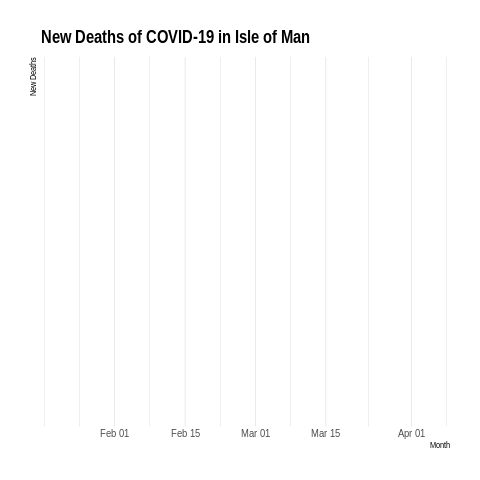 New Deaths of COVID-19 in Isle of Man
New Deaths
Feb 01
Feb 15
Mar 01
Mar 15
Apr 01
Month